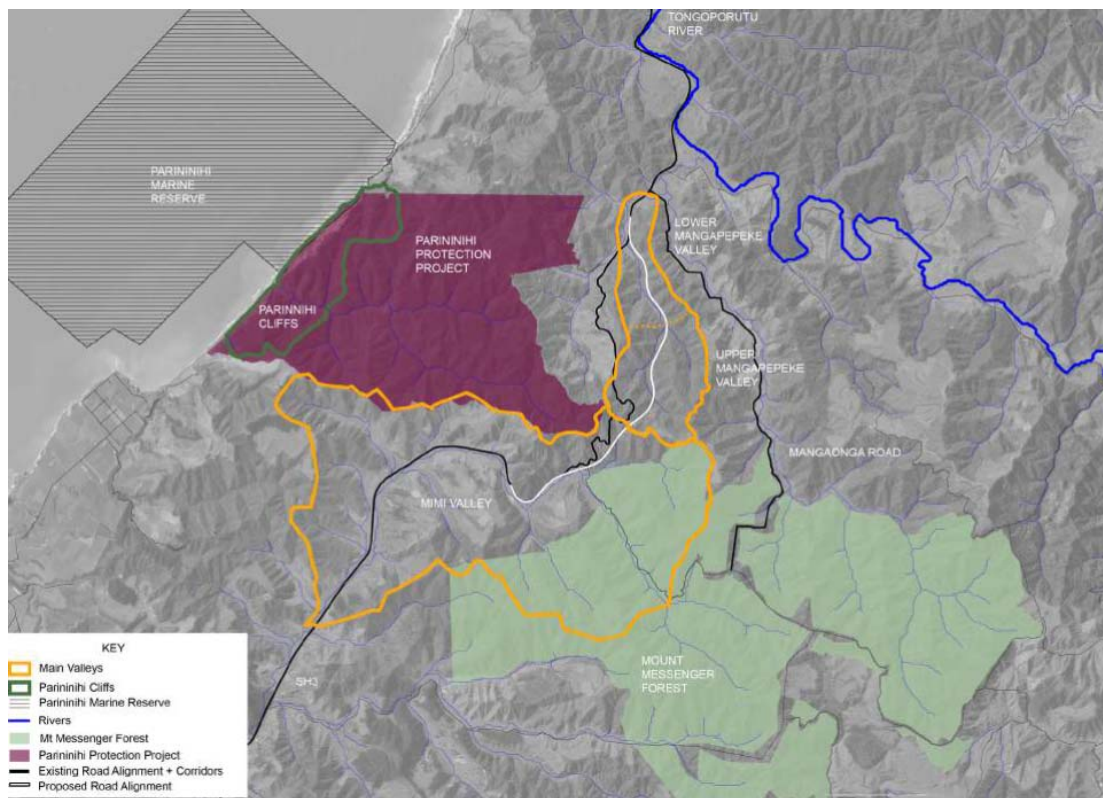 TONGOPORUTU
RIVER
PARININIHI
MARINE
RESERVE
LOWER
MANGAPEPEKE
VALLEY
PARININIHI
PROTECTION
PROJECT
PARINNIHI
CLIFFS
UPPER
MANGAPEPEKE
VALLEY
MANGAONGA ROAD
MIMI VALLEY
MOUNT
MESSENGER
FOREST
SH3
KEY
Main Valleys
Parininihi Cliffs
Parininihi Marine Reserve
Rivers
Mt Messenger Forest
Parininihi Protection Project
Existing Road Alignment + Corridors
Proposed Road Alignment